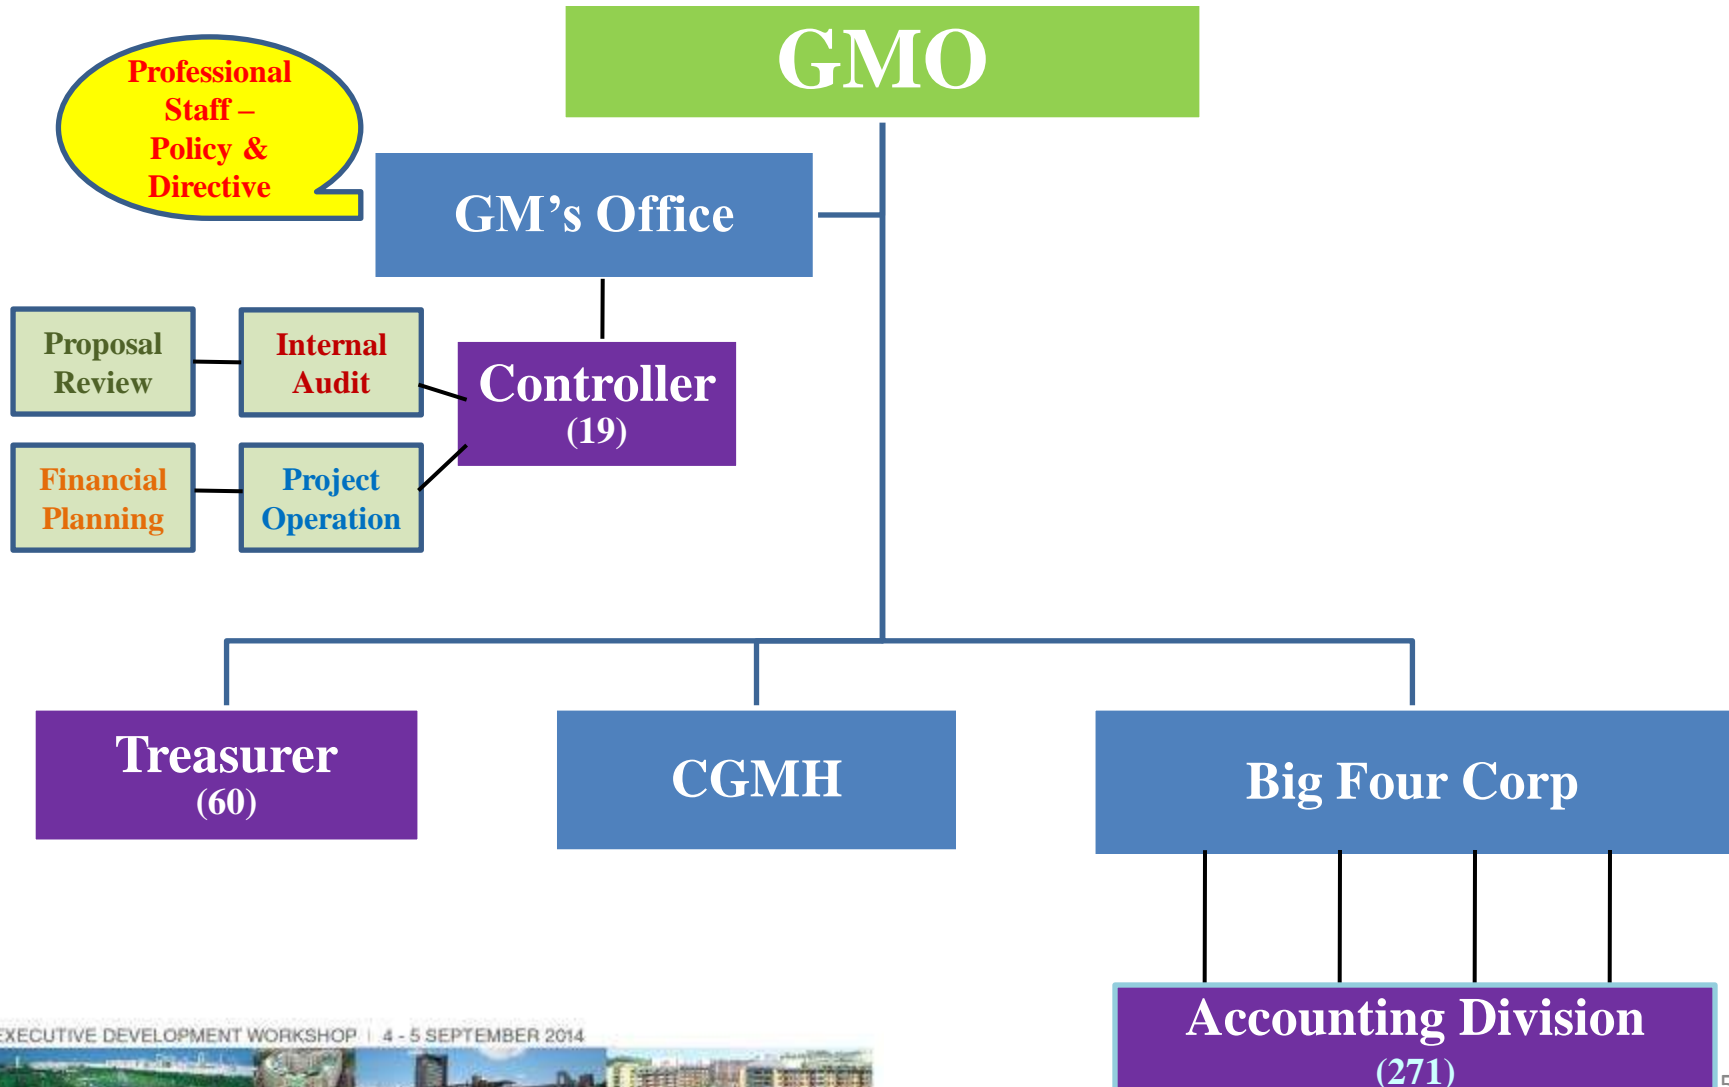 GMO
Professional
Staff –
Policy &
Directive
GM’s Office
Proposal
Review
Internal
Audit
Controller
(19)
Financial
Planning
Project
Operation
Treasurer
(60)
CGMH
Big Four Corp
Accounting Division
(271)
EXECUTIVE DEVELOPMENT WORKSHOP | 4 - 5 SEPTEMBER 2014